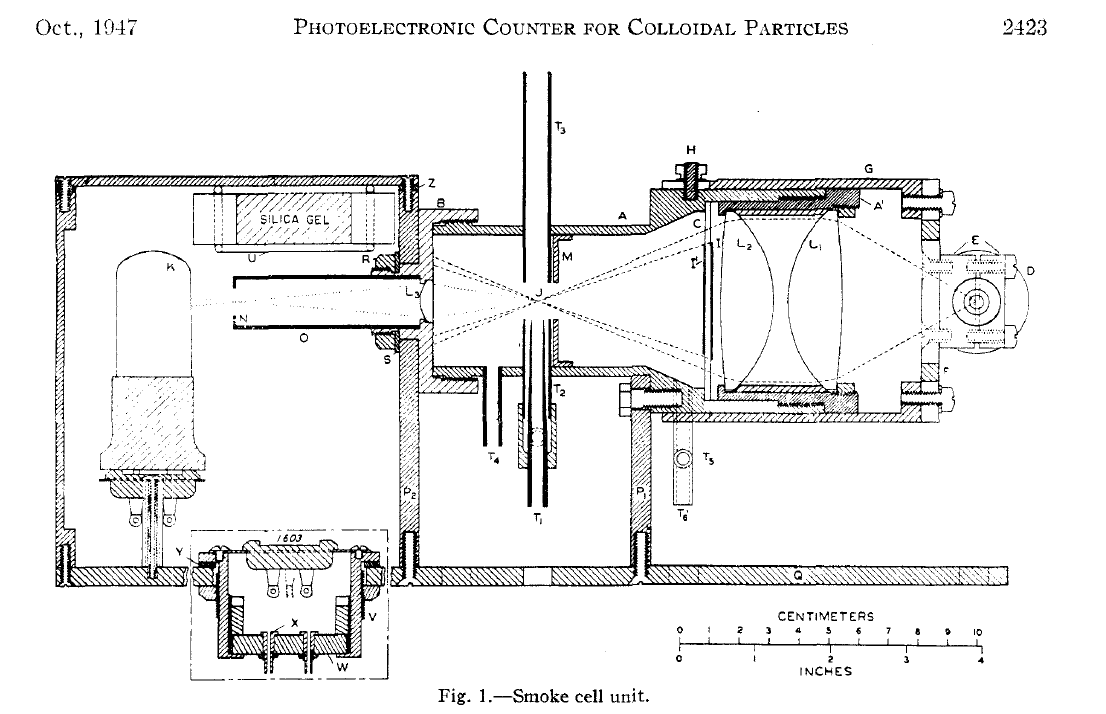 Oct., 1947 PHOTOELECTRONIC COUNTER FOR COLLOIDAL PARTICLES 2423
T3
H
G
Z
B
A
A'
SILICA GEL
C
I
I'
L2
L1
E
D
K
U
R
M
L3
J
N
O
S
F
T2
T4
T5
P2
P1
T1
T6
1603
Y
Q
V
X
W
CENTIMETERS
0 1 2 3 4 5 6 7 8 9 10
0 1 2 3 4
INCHES
Fig. 1.—Smoke cell unit.